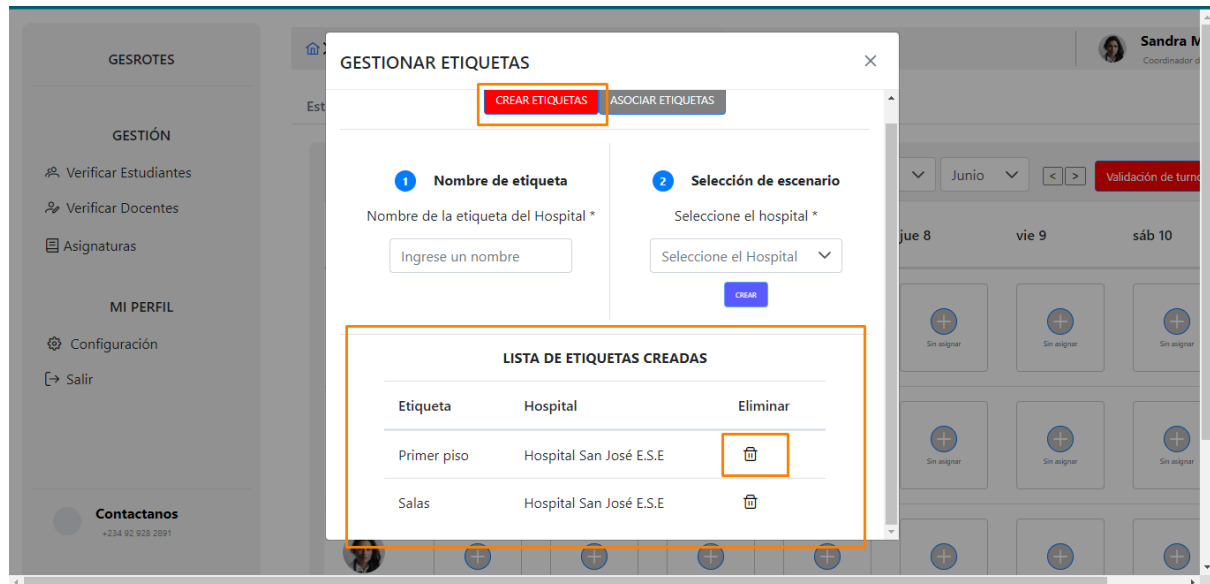 GESROTES
GESTIÓN
Verificar Estudiantes
Verificar Docentes
Asignaturas
MI PERFIL
Configuración
Salir
Contactanos
+234 92 928 2891
Est
Sandra M
Coordinador d
GESTIONAR ETIQUETAS
CREAR ETIQUETAS
ASOCIAR ETIQUETAS
1 Nombre de etiqueta
Nombre de la etiqueta del Hospital *
Ingrese un nombre
2 Selección de escenario
Seleccione el hospital *
Seleccione el Hospital
CREAR
LISTA DE ETIQUETAS CREADAS
Etiqueta Hospital Eliminar
Primer piso Hospital San José E.S.E
Salas Hospital San José E.S.E
Junio < > Validación de turno
jue 8 vie 9 sáb 10
Sin asignar Sin asignar Sin asignar
Sin asignar Sin asignar Sin asignar